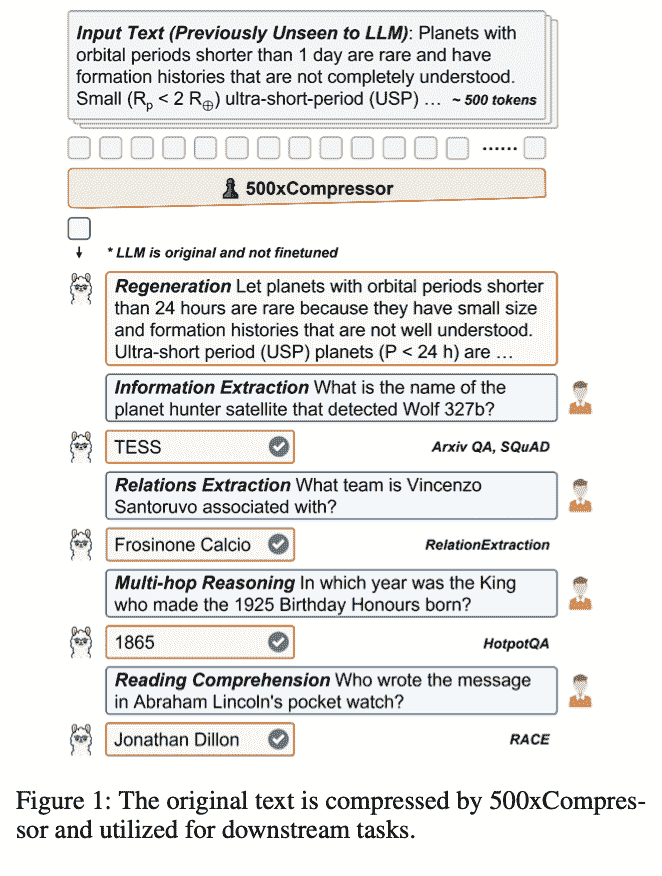 Input Text (Previously Unseen to LLM): Planets with
orbital periods shorter than 1 day are rare and have
formation histories that are not completely understood.
Small (Rp < 2 R⊕) ultra-short-period (USP) … ~ 500 tokens
……
500xCompressor
* LLM is original and not finetuned
Regeneration Let planets with orbital periods shorter
than 24 hours are rare because they have small size
and formation histories that are not well understood.
Ultra-short period (USP) planets (P < 24 h) are …
Information Extraction What is the name of the
planet hunter satellite that detected Wolf 327b?
TESS
Arxiv QA, SQuAD
Relations Extraction What team is Vincenzo
Santoruvo associated with?
Frosinone Calcio
RelationExtraction
Multi-hop Reasoning In which year was the King
who made the 1925 Birthday Honours born?
1865
HotpotQA
Reading Comprehension Who wrote the message
in Abraham Lincoln's pocket watch?
Jonathan Dillon
RACE
Figure 1: The original text is compressed by 500xCompres-
sor and utilized for downstream tasks.